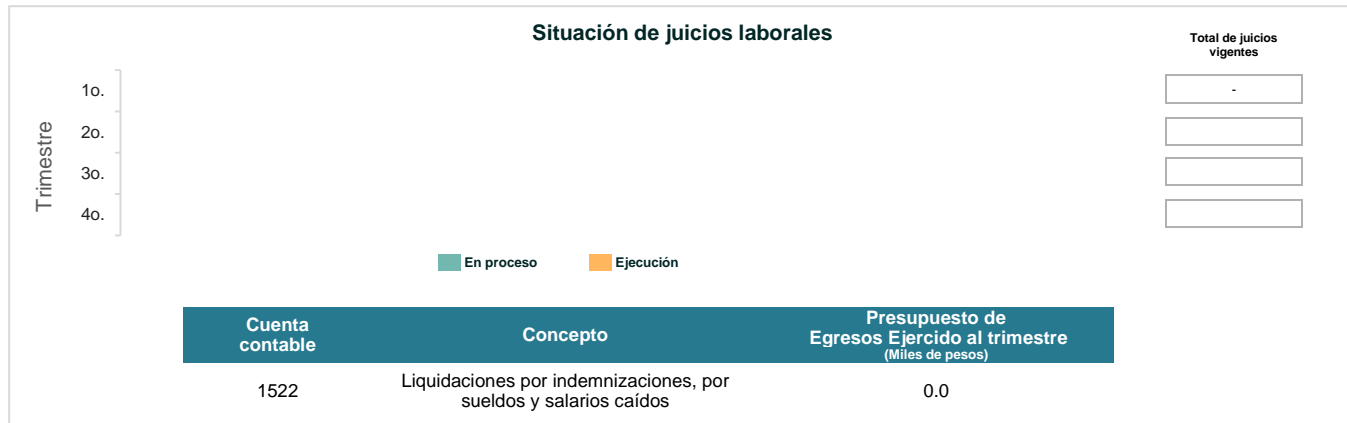 Situación de juicios laborales
Total de juicios
vigentes
Trimestre
1o.
-
2o.
3o.
4o.
En proceso
Ejecución
Cuenta
contable
Concepto
Presupuesto de
Egresos Ejercido al trimestre
(Miles de pesos)
1522
Liquidaciones por indemnizaciones, por
sueldos y salarios caídos
0.0